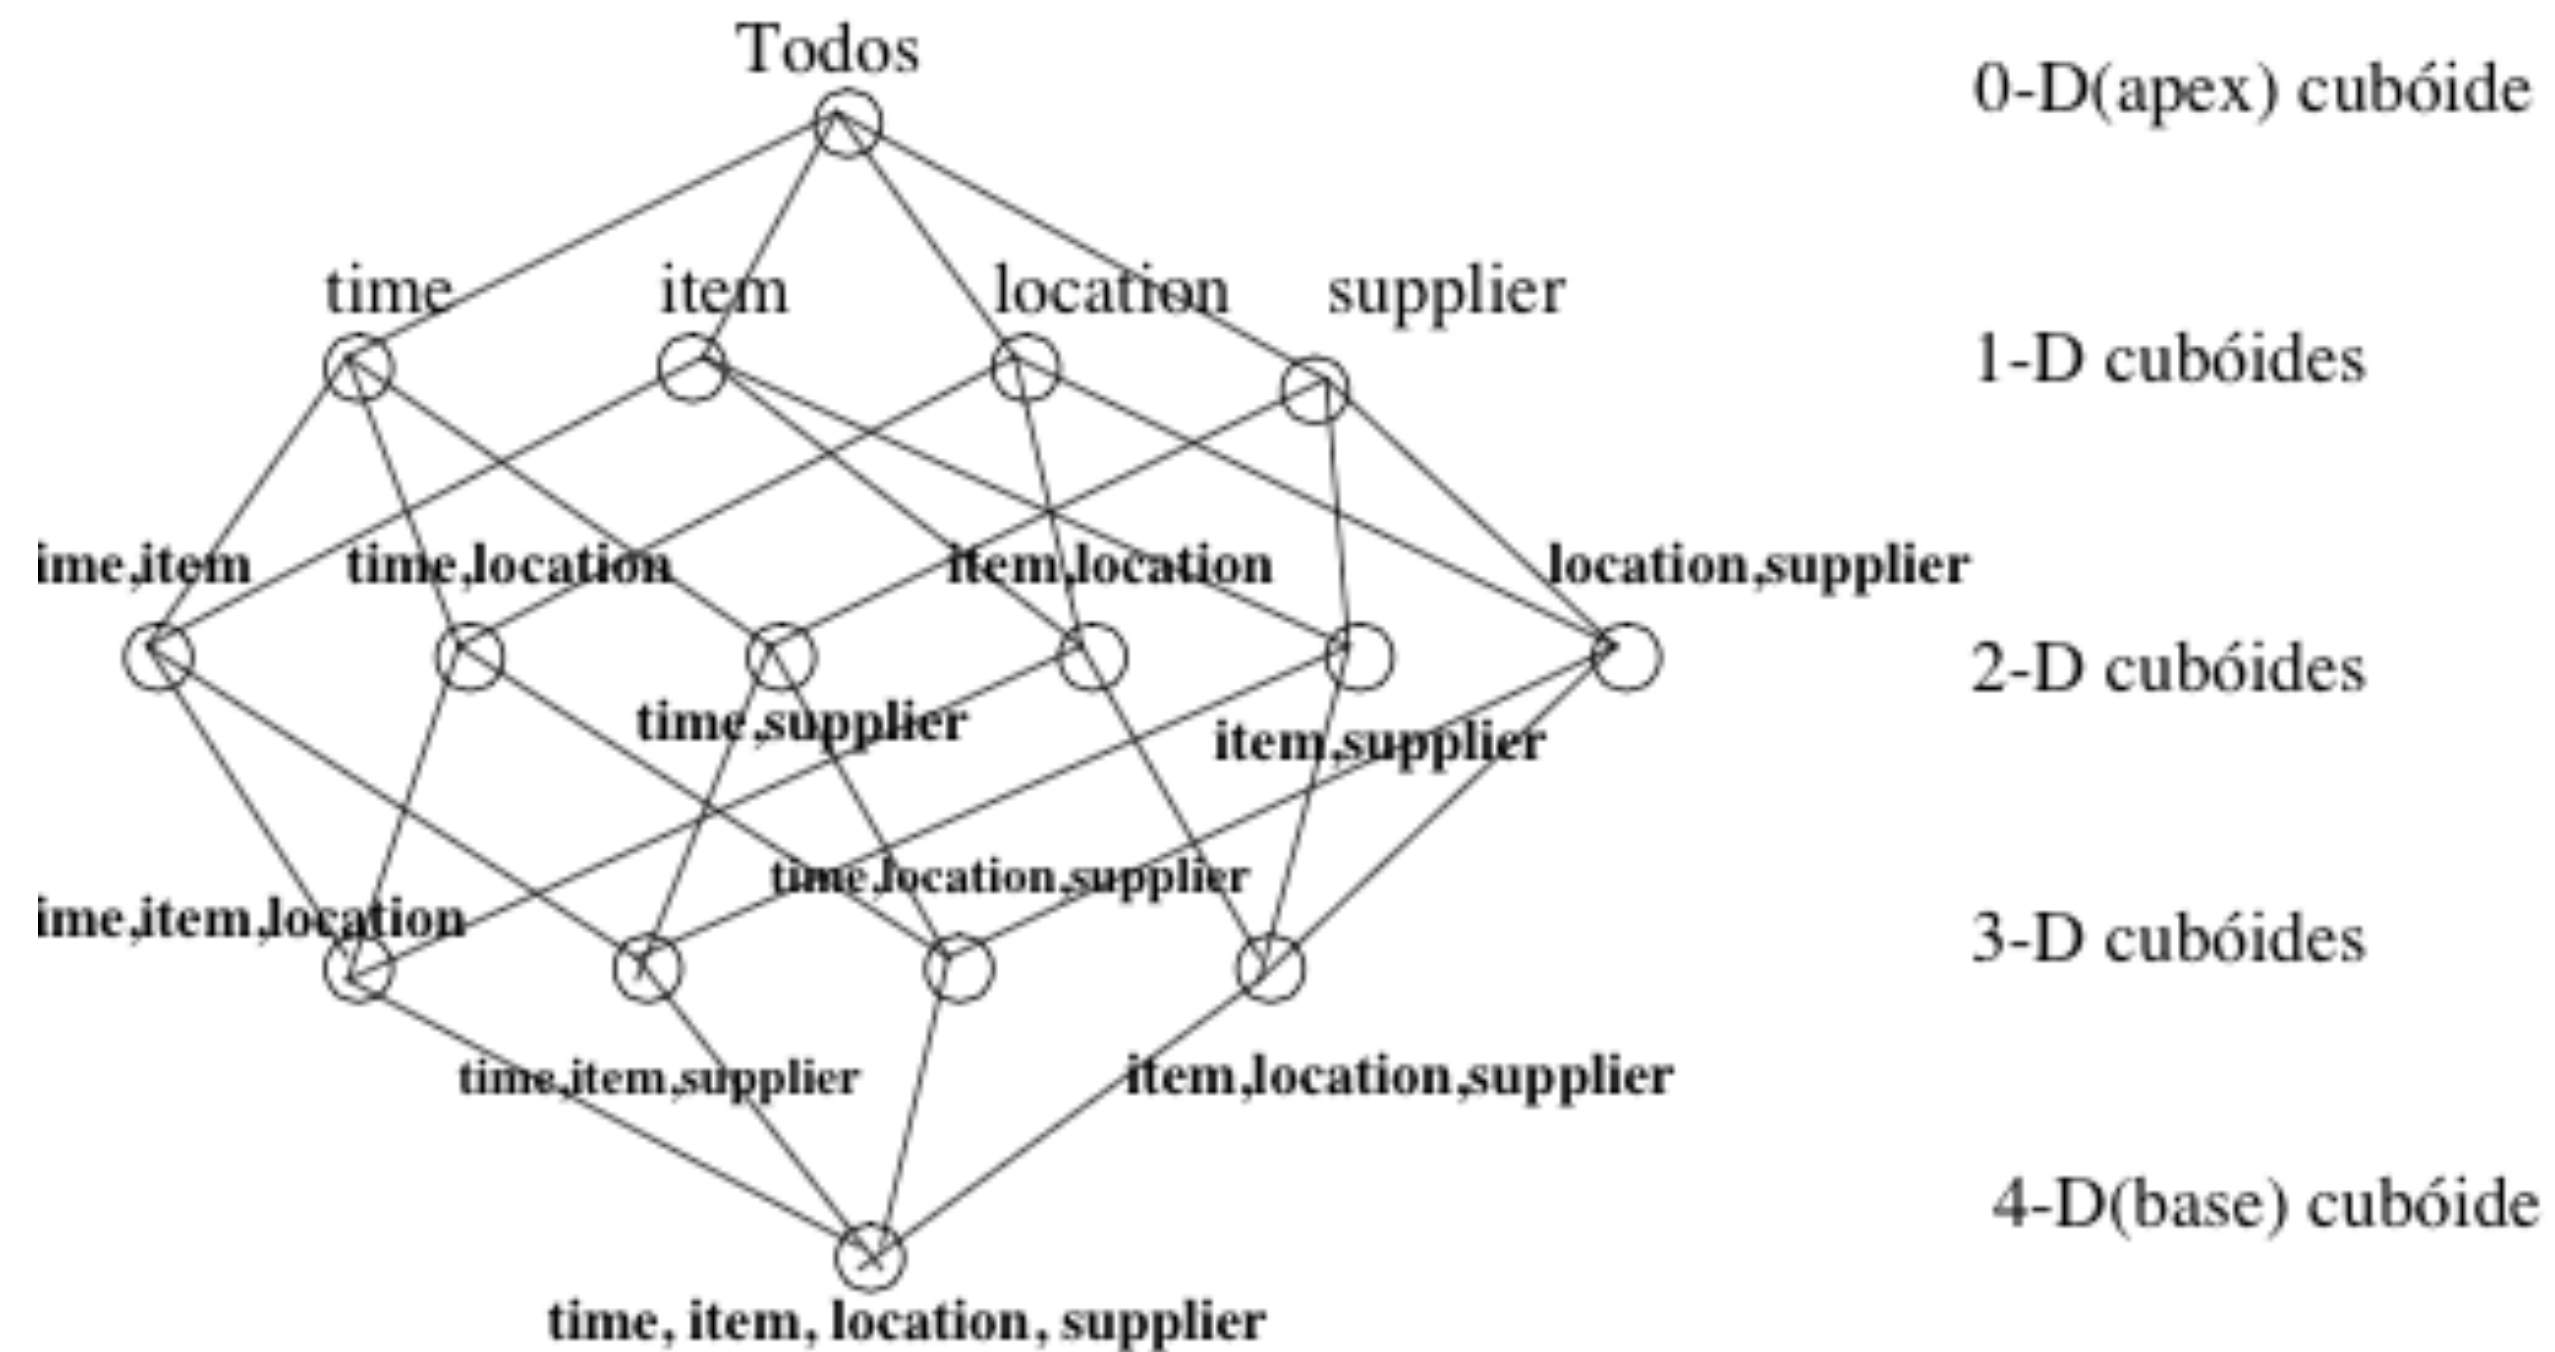 Todos
0-D(apex) cubóide
time
item
location
supplier
1-D cubóides
ime,item
time,location
item,location
location,supplier
2-D cubóides
time,supplier
item,supplier
time,location,supplier
ime,item,location
3-D cubóides
time,item,supplier
item,location,supplier
4-D(base) cubóide
time, item, location, supplier